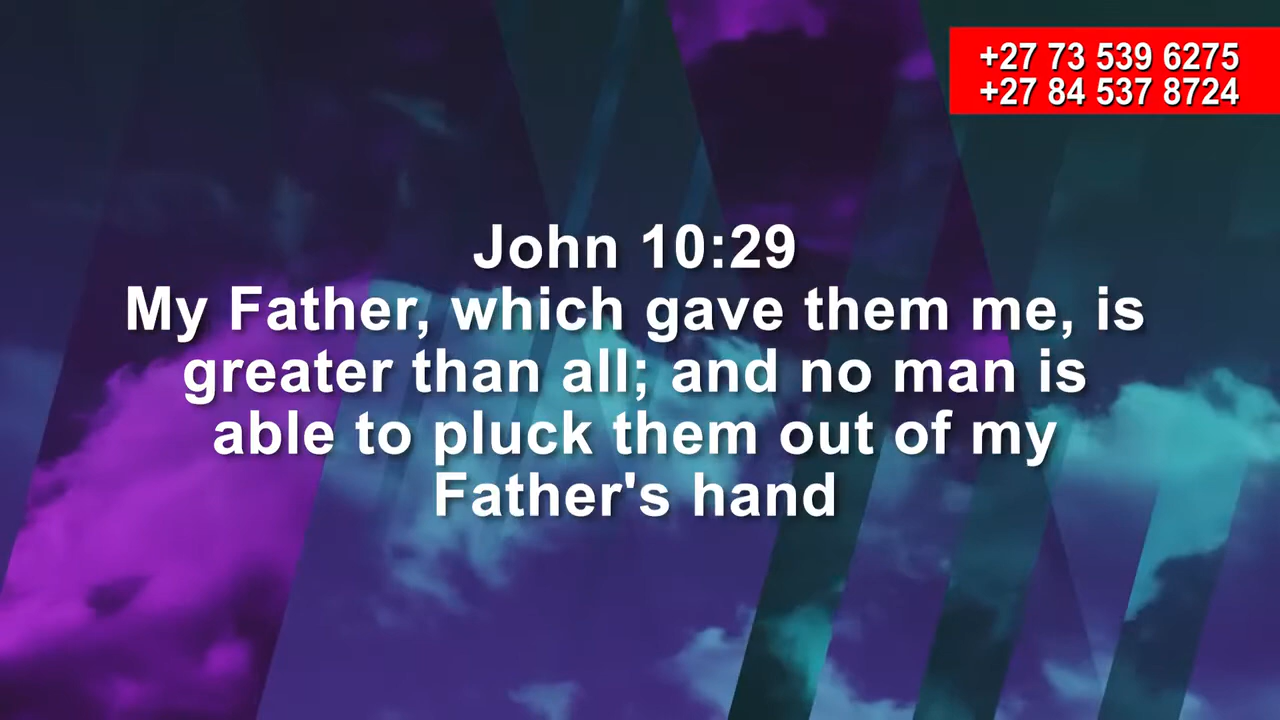 +27 73 539 6275
+27 84 537 8724
John 10:29
My Father, which gave them me, is
greater than all; and no man is
able to pluck them out of my
Father's hand